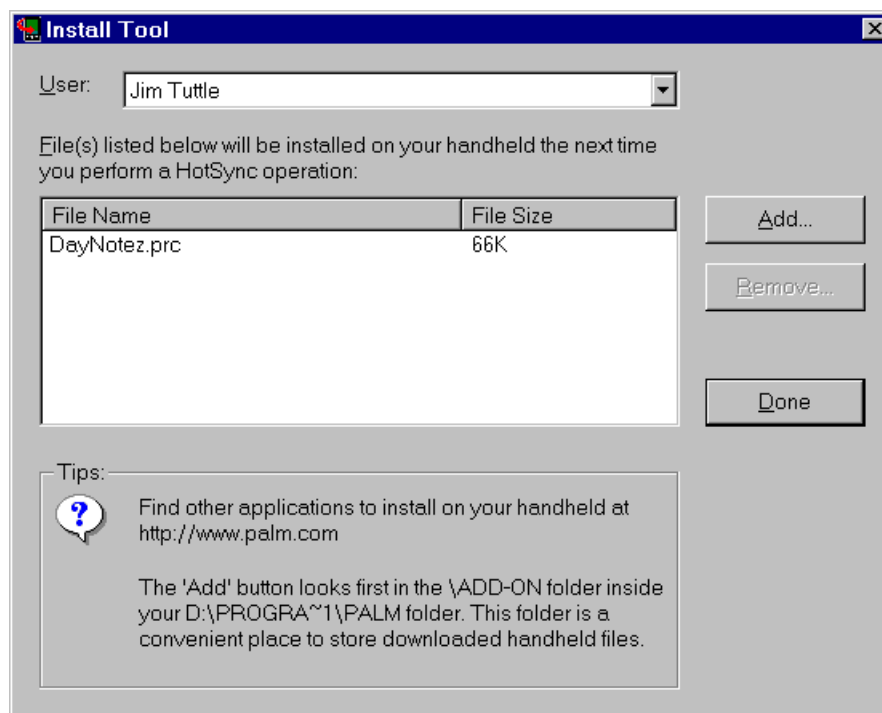 Install Tool
User: Jim Tuttle
File(s) listed below will be installed on your handheld the next time
you perform a HotSync operation:
File Name File Size
DayNotez.prc 66K
Add...
Remove...
Done
Tips:
Find other applications to install on your handheld at
http://www.palm.com
The 'Add' button looks first in the \ADD-ON folder inside
your D:\PROGRA~1\PALM folder. This folder is a
convenient place to store downloaded handheld files.